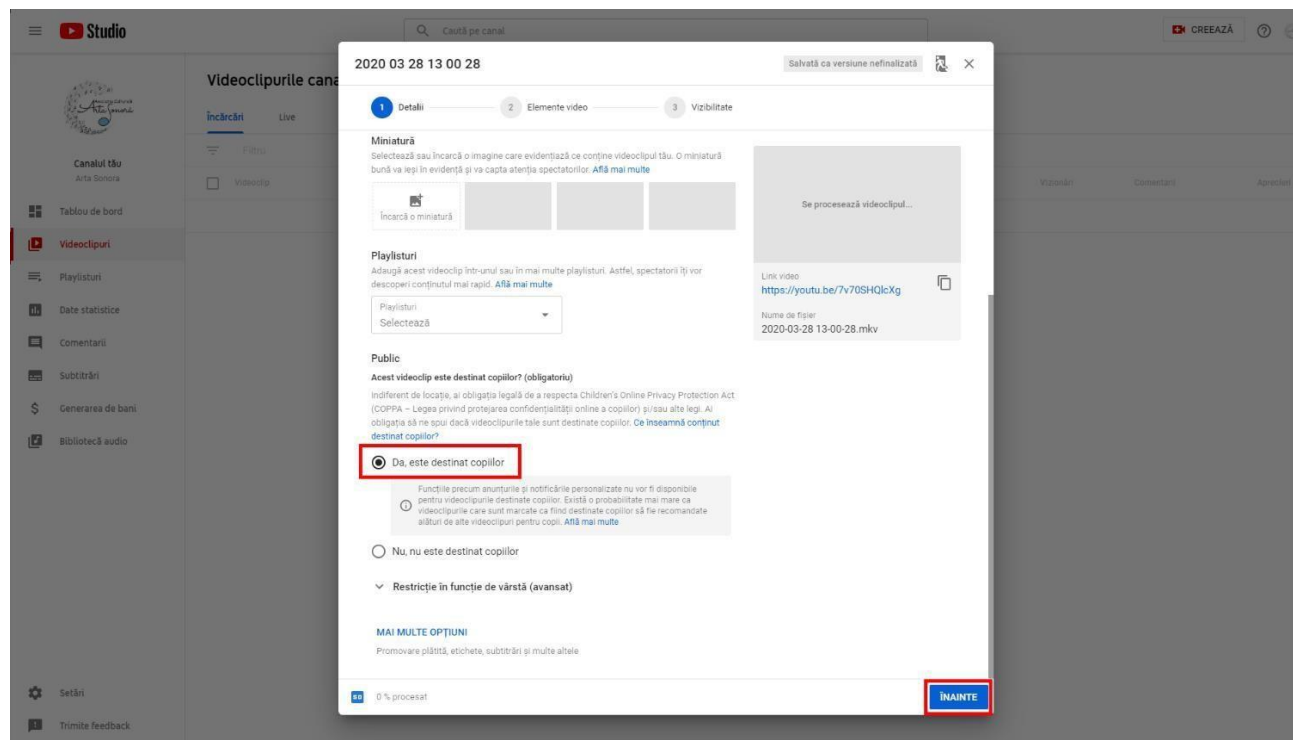 Studio
Caută pe canal
CREEAZĂ
2020 03 28 13 00 28
Salvată ca versiune nefinalizată
Videoclipurile cana
1 Detalii
2 Elemente video
3 Vizibilitate
Încărcări
Live
Miniatură
Selectează sau încarcă o imagine care evidențiază ce conține videoclipul tău. O miniatură
bună va ieși în evidență și va capta atenția spectatorilor. Află mai multe
Filtru
Canalul tău
Arta Sonora
Videoclip
Vizionări
Comentarii
Încarcă o miniatură
Se procesează videoclipul...
Tablou de bord
Videoclipuri
Playlisturi
Date statistice
Comentarii
Subtitrări
Generarea de bani
Bibliotecă audio
Playlisturi
Adaugă acest videoclip într-unul sau în mai multe playlisturi. Astfel, spectatorii îți vor
descoperi conținutul mai rapid. Află mai multe
Playlisturi
Selectează
Link video
https://youtu.be/7v70SHQlcXg
Nume de fișier
2020-03-28 13-00-28.mkv
Public
Acest videoclip este destinat copiilor? (obligatoriu)
Indiferent de locație, ai obligația legală de a respecta Children's Online Privacy Protection Act
(COPPA – Legea privind protejarea confidențialității online a copiilor) și/sau alte legi. Ai
obligația să ne spui dacă videoclipurile tale sunt destinate copiilor. Ce înseamnă conținut
destinat copiilor?
Da, este destinat copiilor
Funcțiile precum anunțurile și notificările personalizate nu vor fi disponibile
pentru videoclipurile destinate copiilor. Există o probabilitate mai mare ca
videoclipurile care sunt marcate ca fiind destinate copiilor să fie recomandate
alături de alte videoclipuri pentru copii. Află mai multe
Nu, nu este destinat copiilor
Restricție în funcție de vârstă (avansat)
MAI MULTE OPȚIUNI
Promovare plătită, etichete, subtitrări și multe altele
SD
0 % procesat
ÎNAINTE
Setări
Trimite feedback